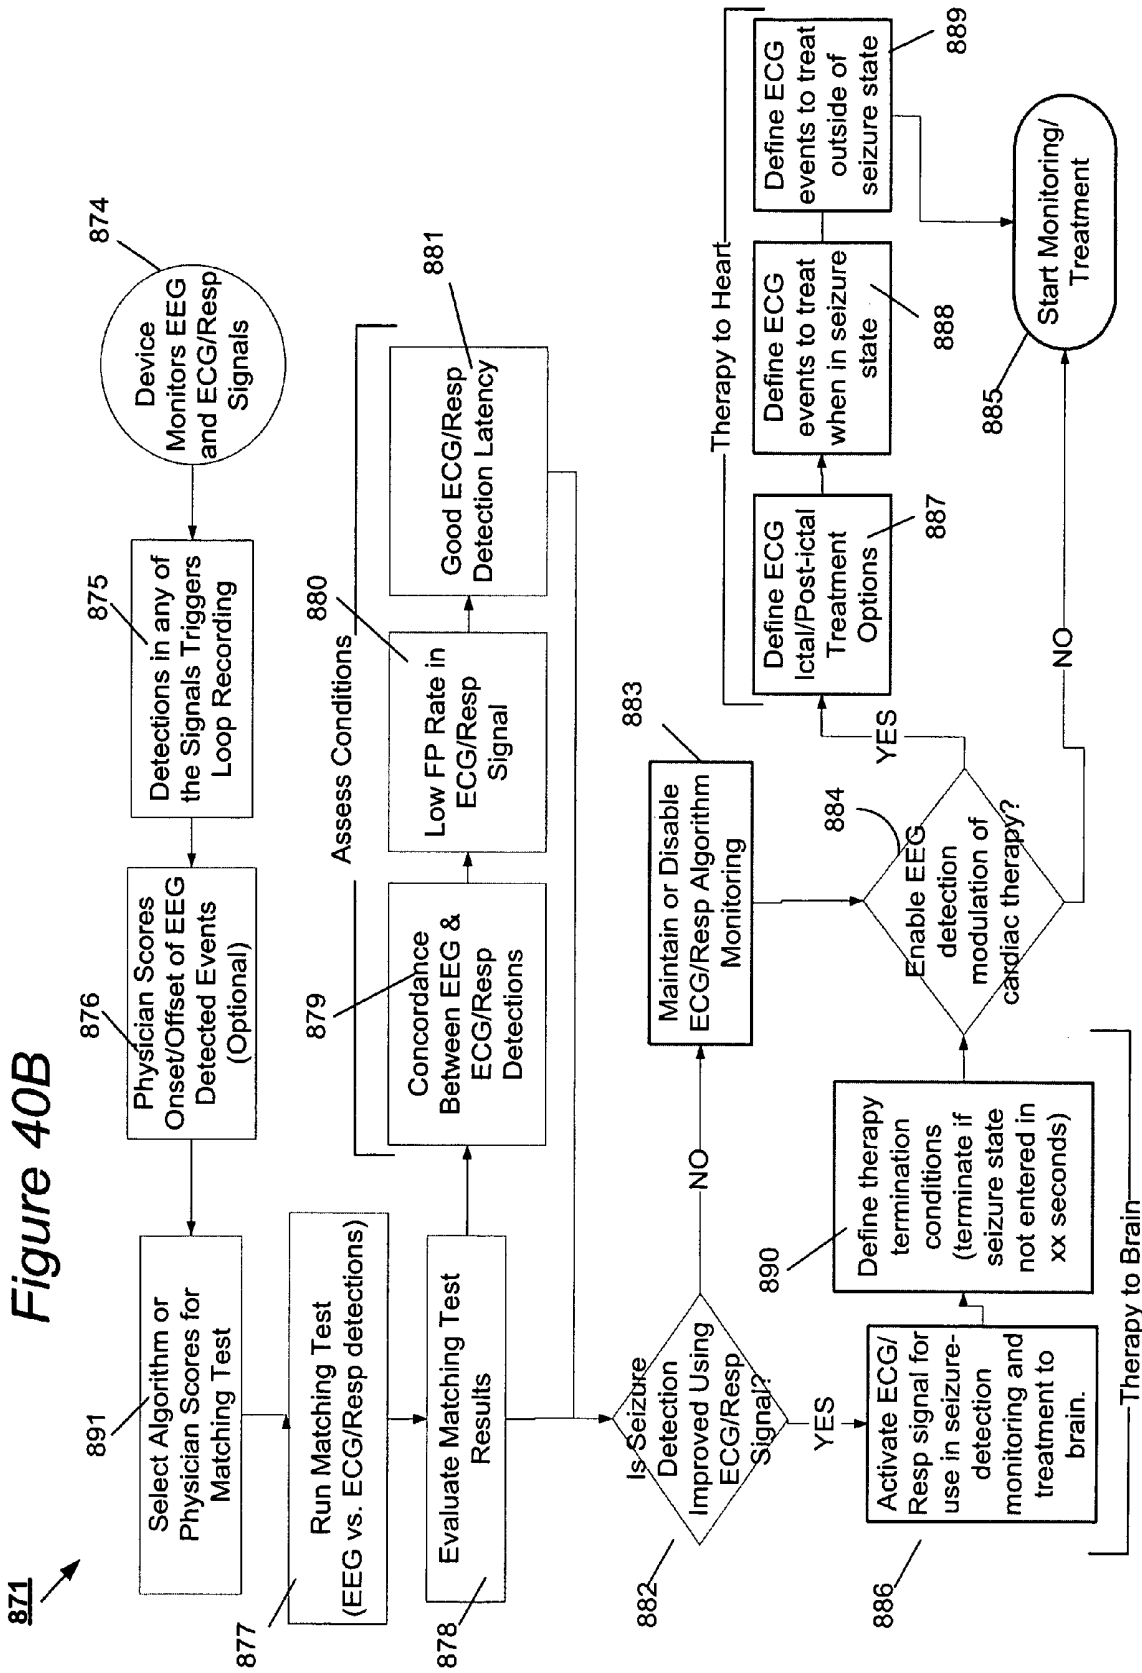 Figure 40B
871
874
Device
Monitors EEG
and ECG/Resp
Signals
875
Detections in any of
the Signals Triggers
Loop Recording
876
Physician Scores
Onset/Offset of EEG
Detected Events
(Optional)
891
Select Algorithm or
Physician Scores for
Matching Test
877
Run Matching Test
(EEG vs. ECG/Resp detections)
878
Evaluate Matching Test
Results
Assess Conditions
879
Concordance
Between EEG &
ECG/Resp
Detections
880
Low FP Rate in
ECG/Resp
Signal
881
Good ECG/Resp
Detection Latency
882
Is Seizure
Detection
Improved Using
ECG/Resp
Signal?
NO
YES
883
Maintain or Disable
ECG/Resp Algorithm
Monitoring
886
Activate ECG/
Resp signal for
use in seizure-
detection
monitoring and
treatment to
brain.
890
Define therapy
termination
conditions
(terminate if
seizure state
not entered in
xx seconds)
Therapy to Brain
884
Enable EEG
detection
modulation of
cardiac therapy?
YES
NO
Therapy to Heart
887
Define ECG
Ictal/Post-ictal
Treatment
Options
888
Define ECG
events to treat
when in seizure
state
889
Define ECG
events to treat
outside of
seizure state
885
Start Monitoring/
Treatment